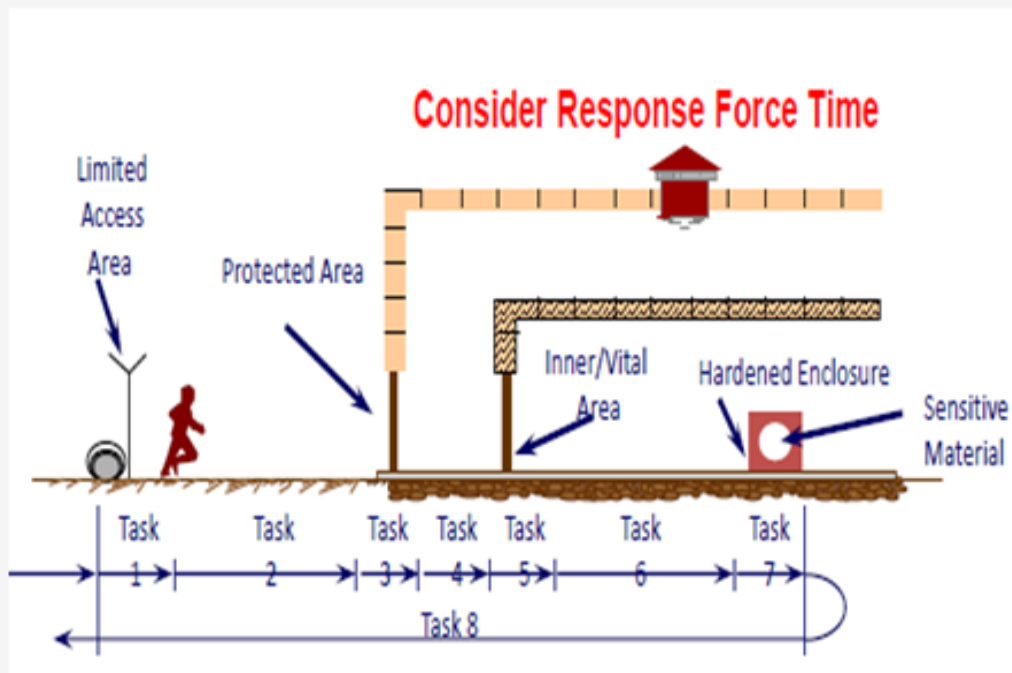 Consider Response Force Time
Limited
Access
Area
Protected Area
Inner/Vital
Area
Hardened Enclosure
Sensitive
Material
Task
1
Task
2
Task
3
Task
4
Task
5
Task
6
Task
7
Task 8